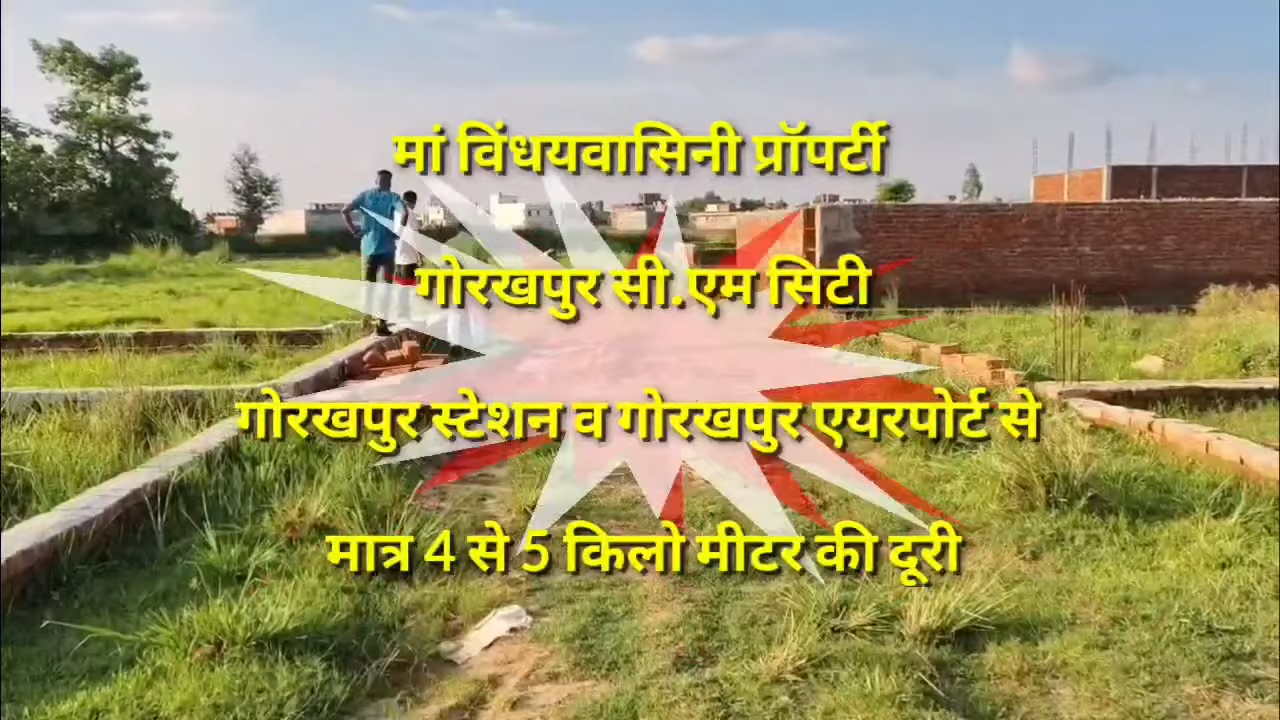 मां विंधयवासिनी प्रॉपर्टी
गोरखपुर सी.एम सिटी
गोरखपुर स्टेशन व गोरखपुर एयरपोर्ट से
मात्र 4 से 5 किलो मीटर की दूरी